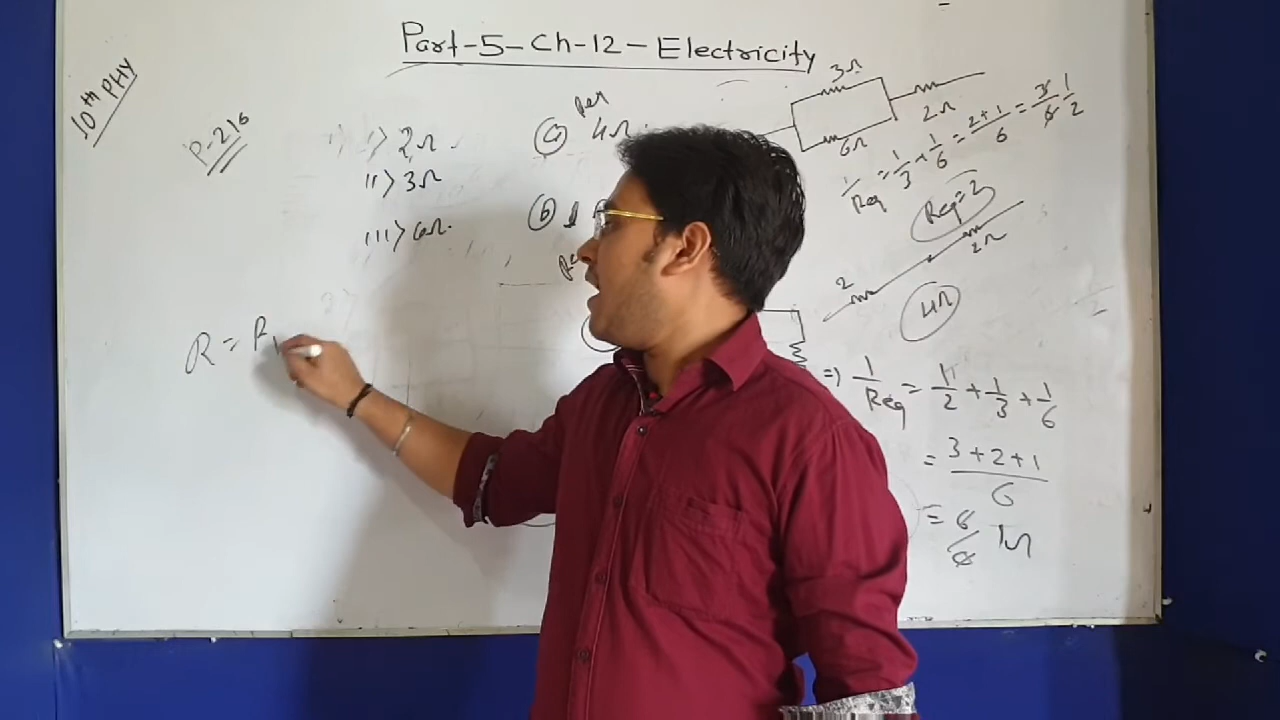 Part-5-Ch-12-Electricity
10th PHY
P-216
i> 2Ω
ii> 3Ω
iii> 6Ω
R = R1
(a) 4Ω
(b) 1
3Ω
6Ω
2Ω
1/Req = 1/3 + 1/6 = 2+1/6 = 3/6 1/2
Req = 2
2
2Ω
4Ω
=> 1/Req = 1/2 + 1/3 + 1/6
= 3+2+1/6
= 6/6 1Ω